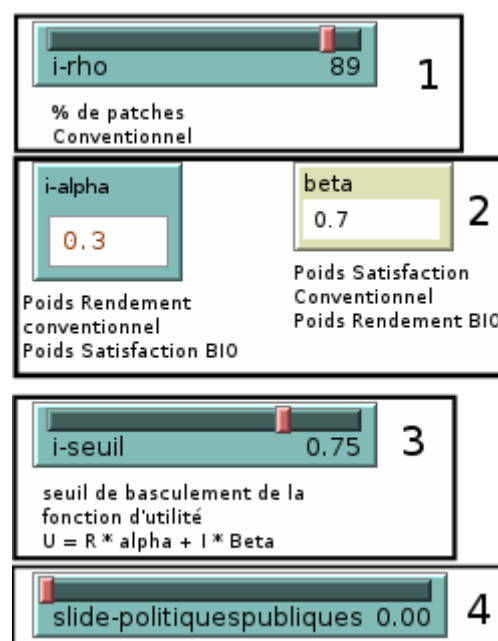 i-rho 89
1
% de patches
Conventionnel
i-alpha
0.3
beta
0.7
2
Poids Rendement
conventionnel
Poids Satisfaction BIO
Poids Satisfaction
Conventionnel
Poids Rendement BIO
i-seuil 0.75
3
seuil de basculement de la
fonction d'utilité
U = R * alpha + I * Beta
slide-politiquespubliques 0.00
4